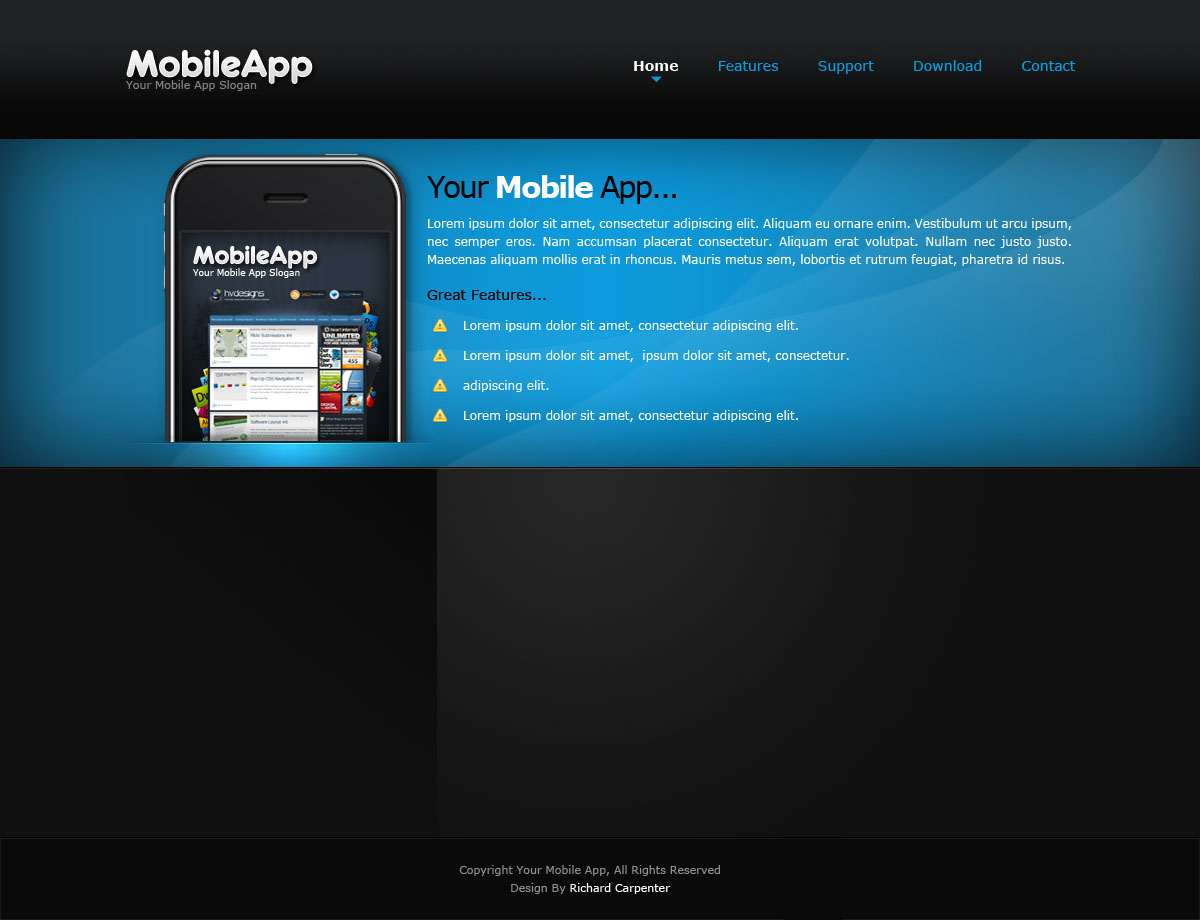 MobileApp
Your Mobile App Slogan
Home Features Support Download Contact
Your Mobile App...
Lorem ipsum dolor sit amet, consectetur adipiscing elit. Aliquam eu ornare enim. Vestibulum ut arcu ipsum,
nec semper eros. Nam accumsan placerat consectetur. Aliquam erat volutpat. Nullam nec justo justo.
Maecenas aliquam mollis erat in rhoncus. Mauris metus sem, lobortis et rutrum feugiat, pharetra id risus.
Great Features...
Lorem ipsum dolor sit amet, consectetur adipiscing elit.
Lorem ipsum dolor sit amet, ipsum dolor sit amet, consectetur.
adipiscing elit.
Lorem ipsum dolor sit amet, consectetur adipiscing elit.
MobileApp
Your Mobile App Slogan
hvdesigns
heart internet
UNLIMITED
Flickr Submissions #4
Pop-Up CSS Navigation Pt.1
Software Layout #6
455
Copyright Your Mobile App, All Rights Reserved
Design By Richard Carpenter